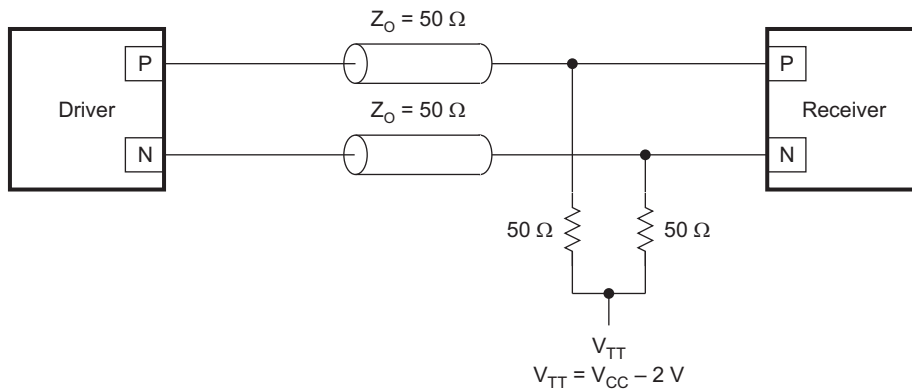 Z_O = 50 Ω
P
P
Driver
Receiver
Z_O = 50 Ω
N
N
50 Ω
50 Ω
V_TT
V_TT = V_CC – 2 V